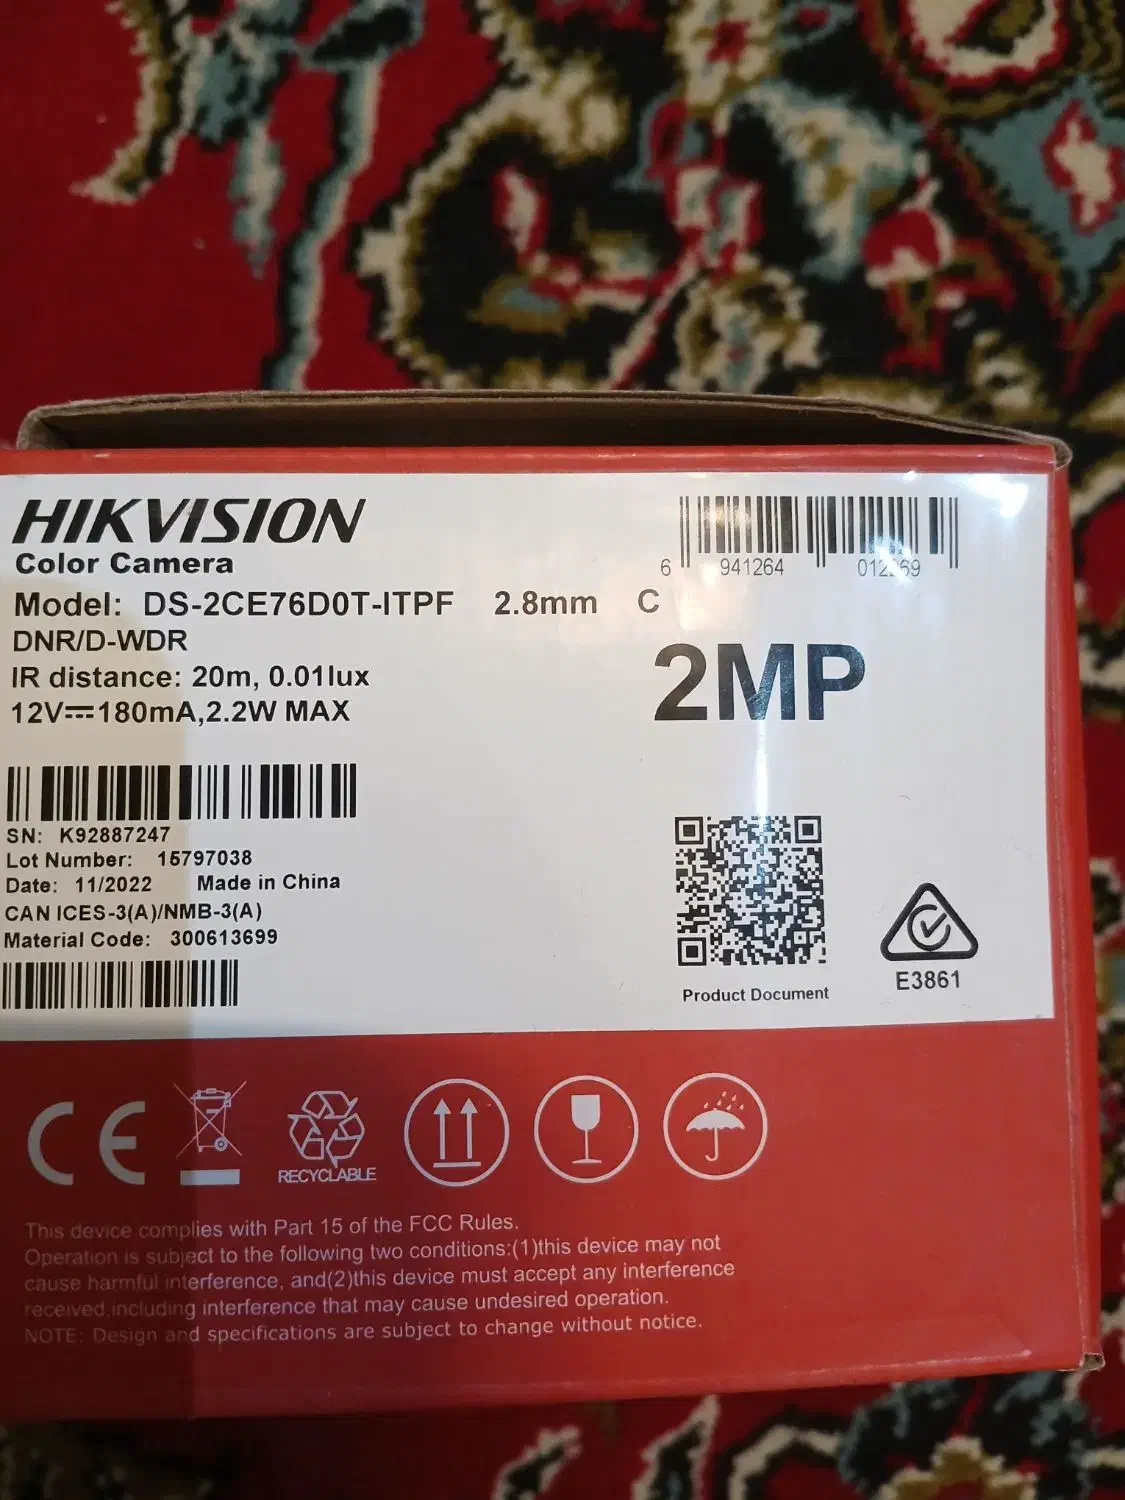 HIKVISION
Color Camera
Model: DS-2CE76D0T-ITPF 2.8mm C
DNR/D-WDR
IR distance: 20m, 0.01lux
12V⎓180mA,2.2W MAX
6 941264 012269
2MP
SN: K92887247
Lot Number: 15797038
Date: 11/2022 Made in China
CAN ICES-3(A)/NMB-3(A)
Material Code: 300613699
Product Document
E3861
CE
RECYCLABLE
This device complies with Part 15 of the FCC Rules.
Operation is subject to the following two conditions:(1)this device may not
cause harmful interference, and(2)this device must accept any interference
received,including interference that may cause undesired operation.
NOTE: Design and specifications are subject to change without notice.